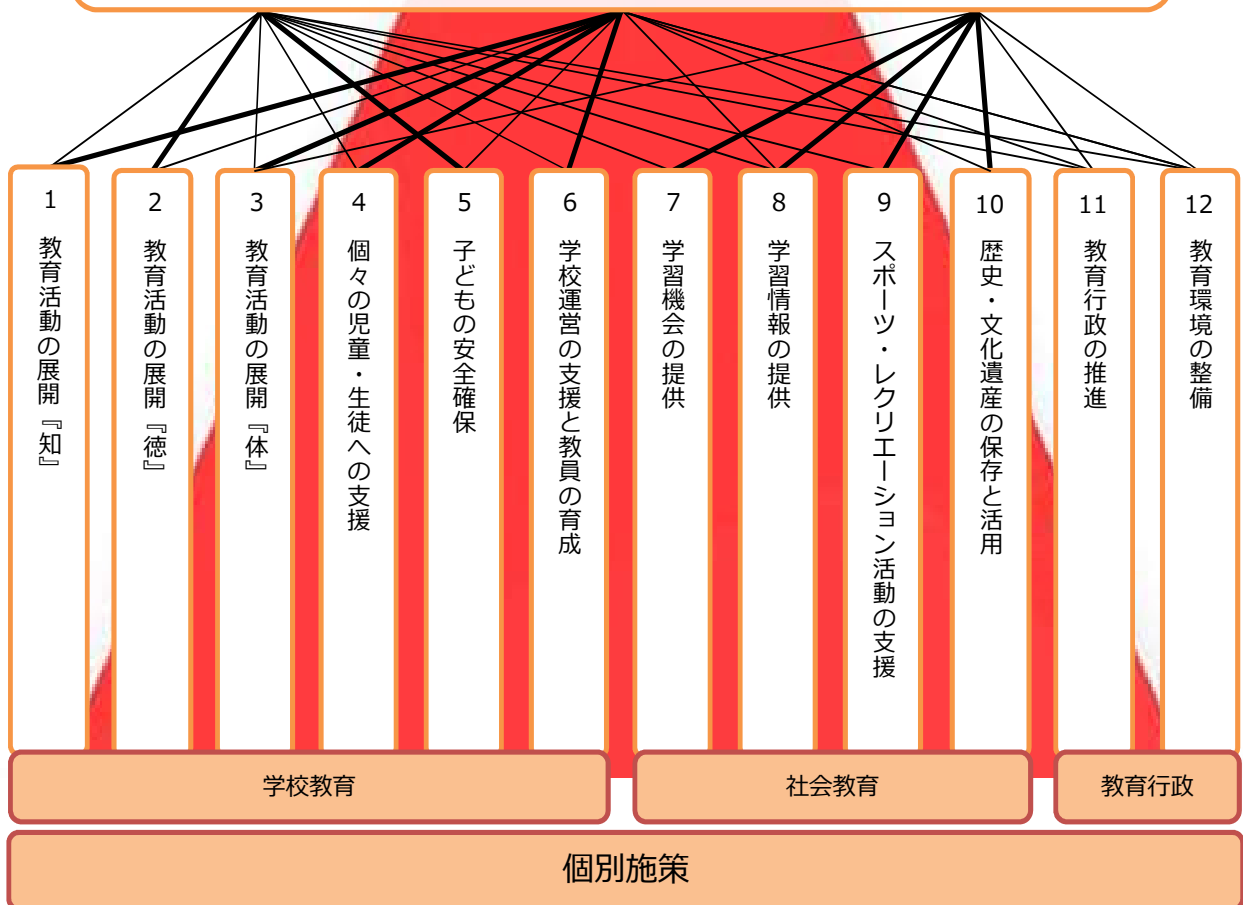 1
教育活動の展開『知』
2
教育活動の展開『徳』
3
教育活動の展開『体』
4
個々の児童・生徒への支援
5
子どもの安全確保
6
学校運営の支援と教員の育成
7
学習機会の提供
8
学習情報の提供
9
スポーツ・レクリエーション活動の支援
10
歴史・文化遺産の保存と活用
11
教育行政の推進
12
教育環境の整備
学校教育
社会教育
教育行政
個別施策